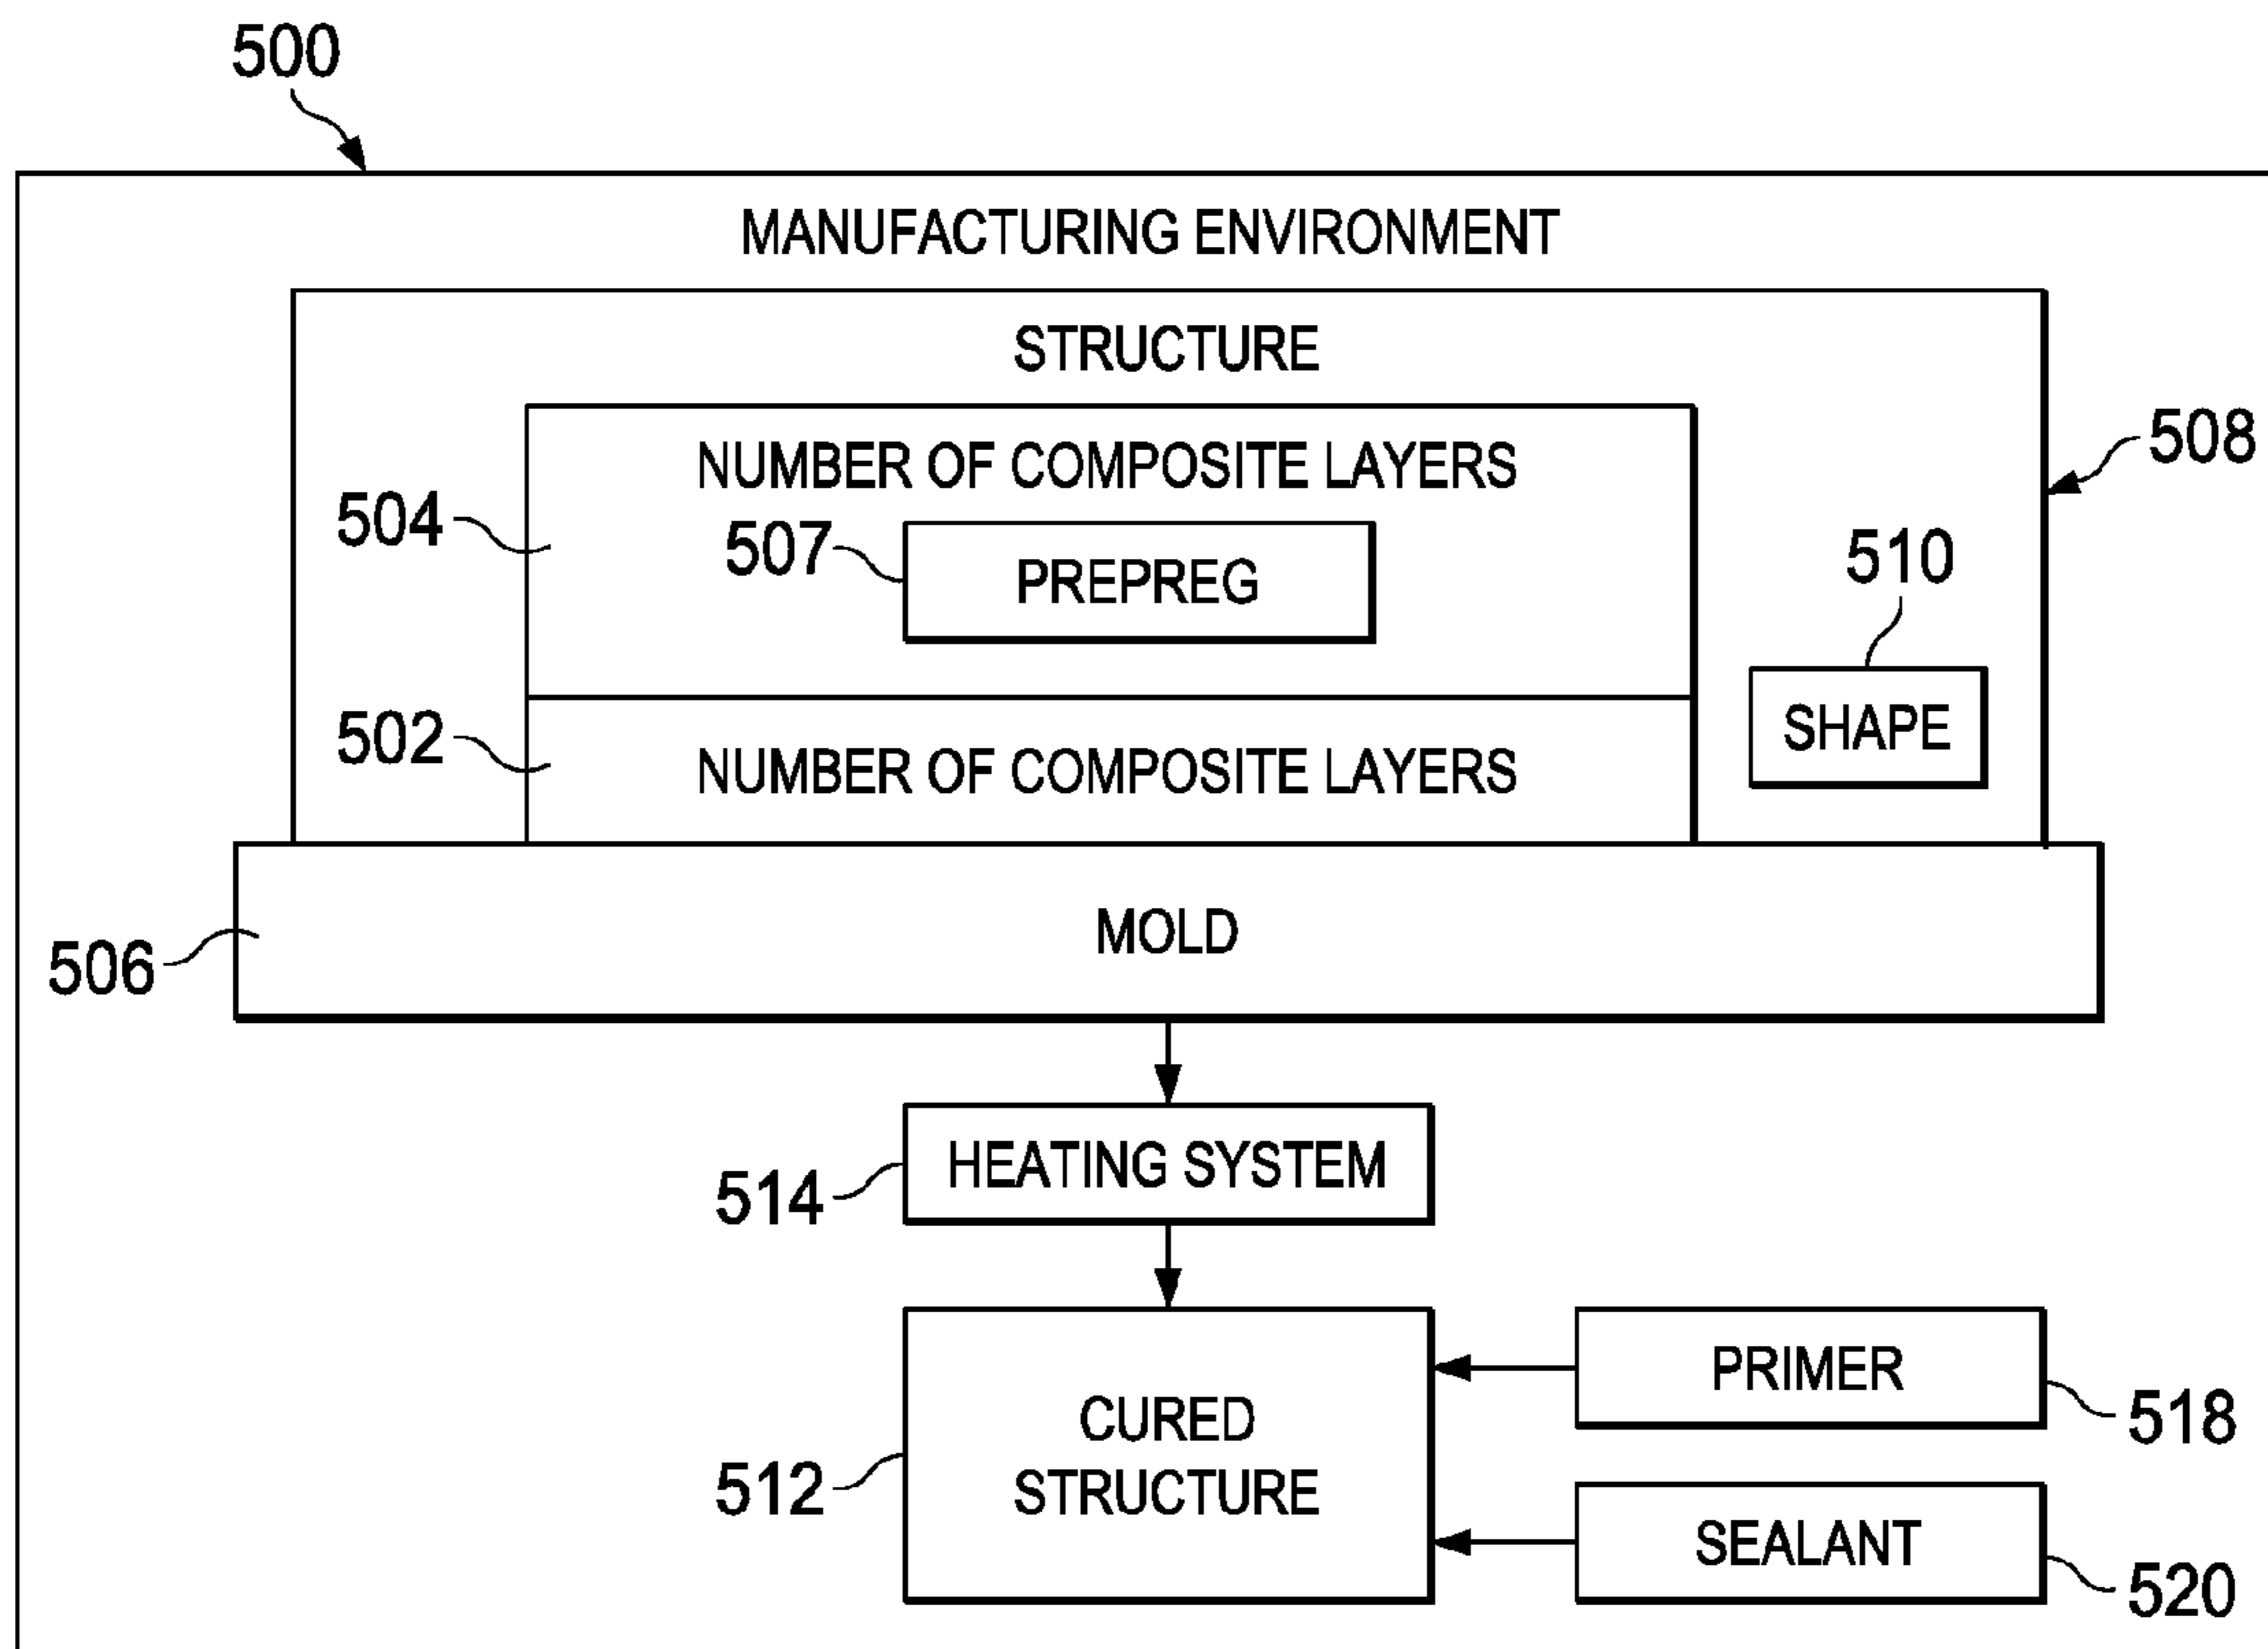 500
MANUFACTURING ENVIRONMENT
STRUCTURE
NUMBER OF COMPOSITE LAYERS
508
504
507
PREPREG
510
SHAPE
502
NUMBER OF COMPOSITE LAYERS
MOLD
506
HEATING SYSTEM
514
CURED
STRUCTURE
512
PRIMER
518
SEALANT
520